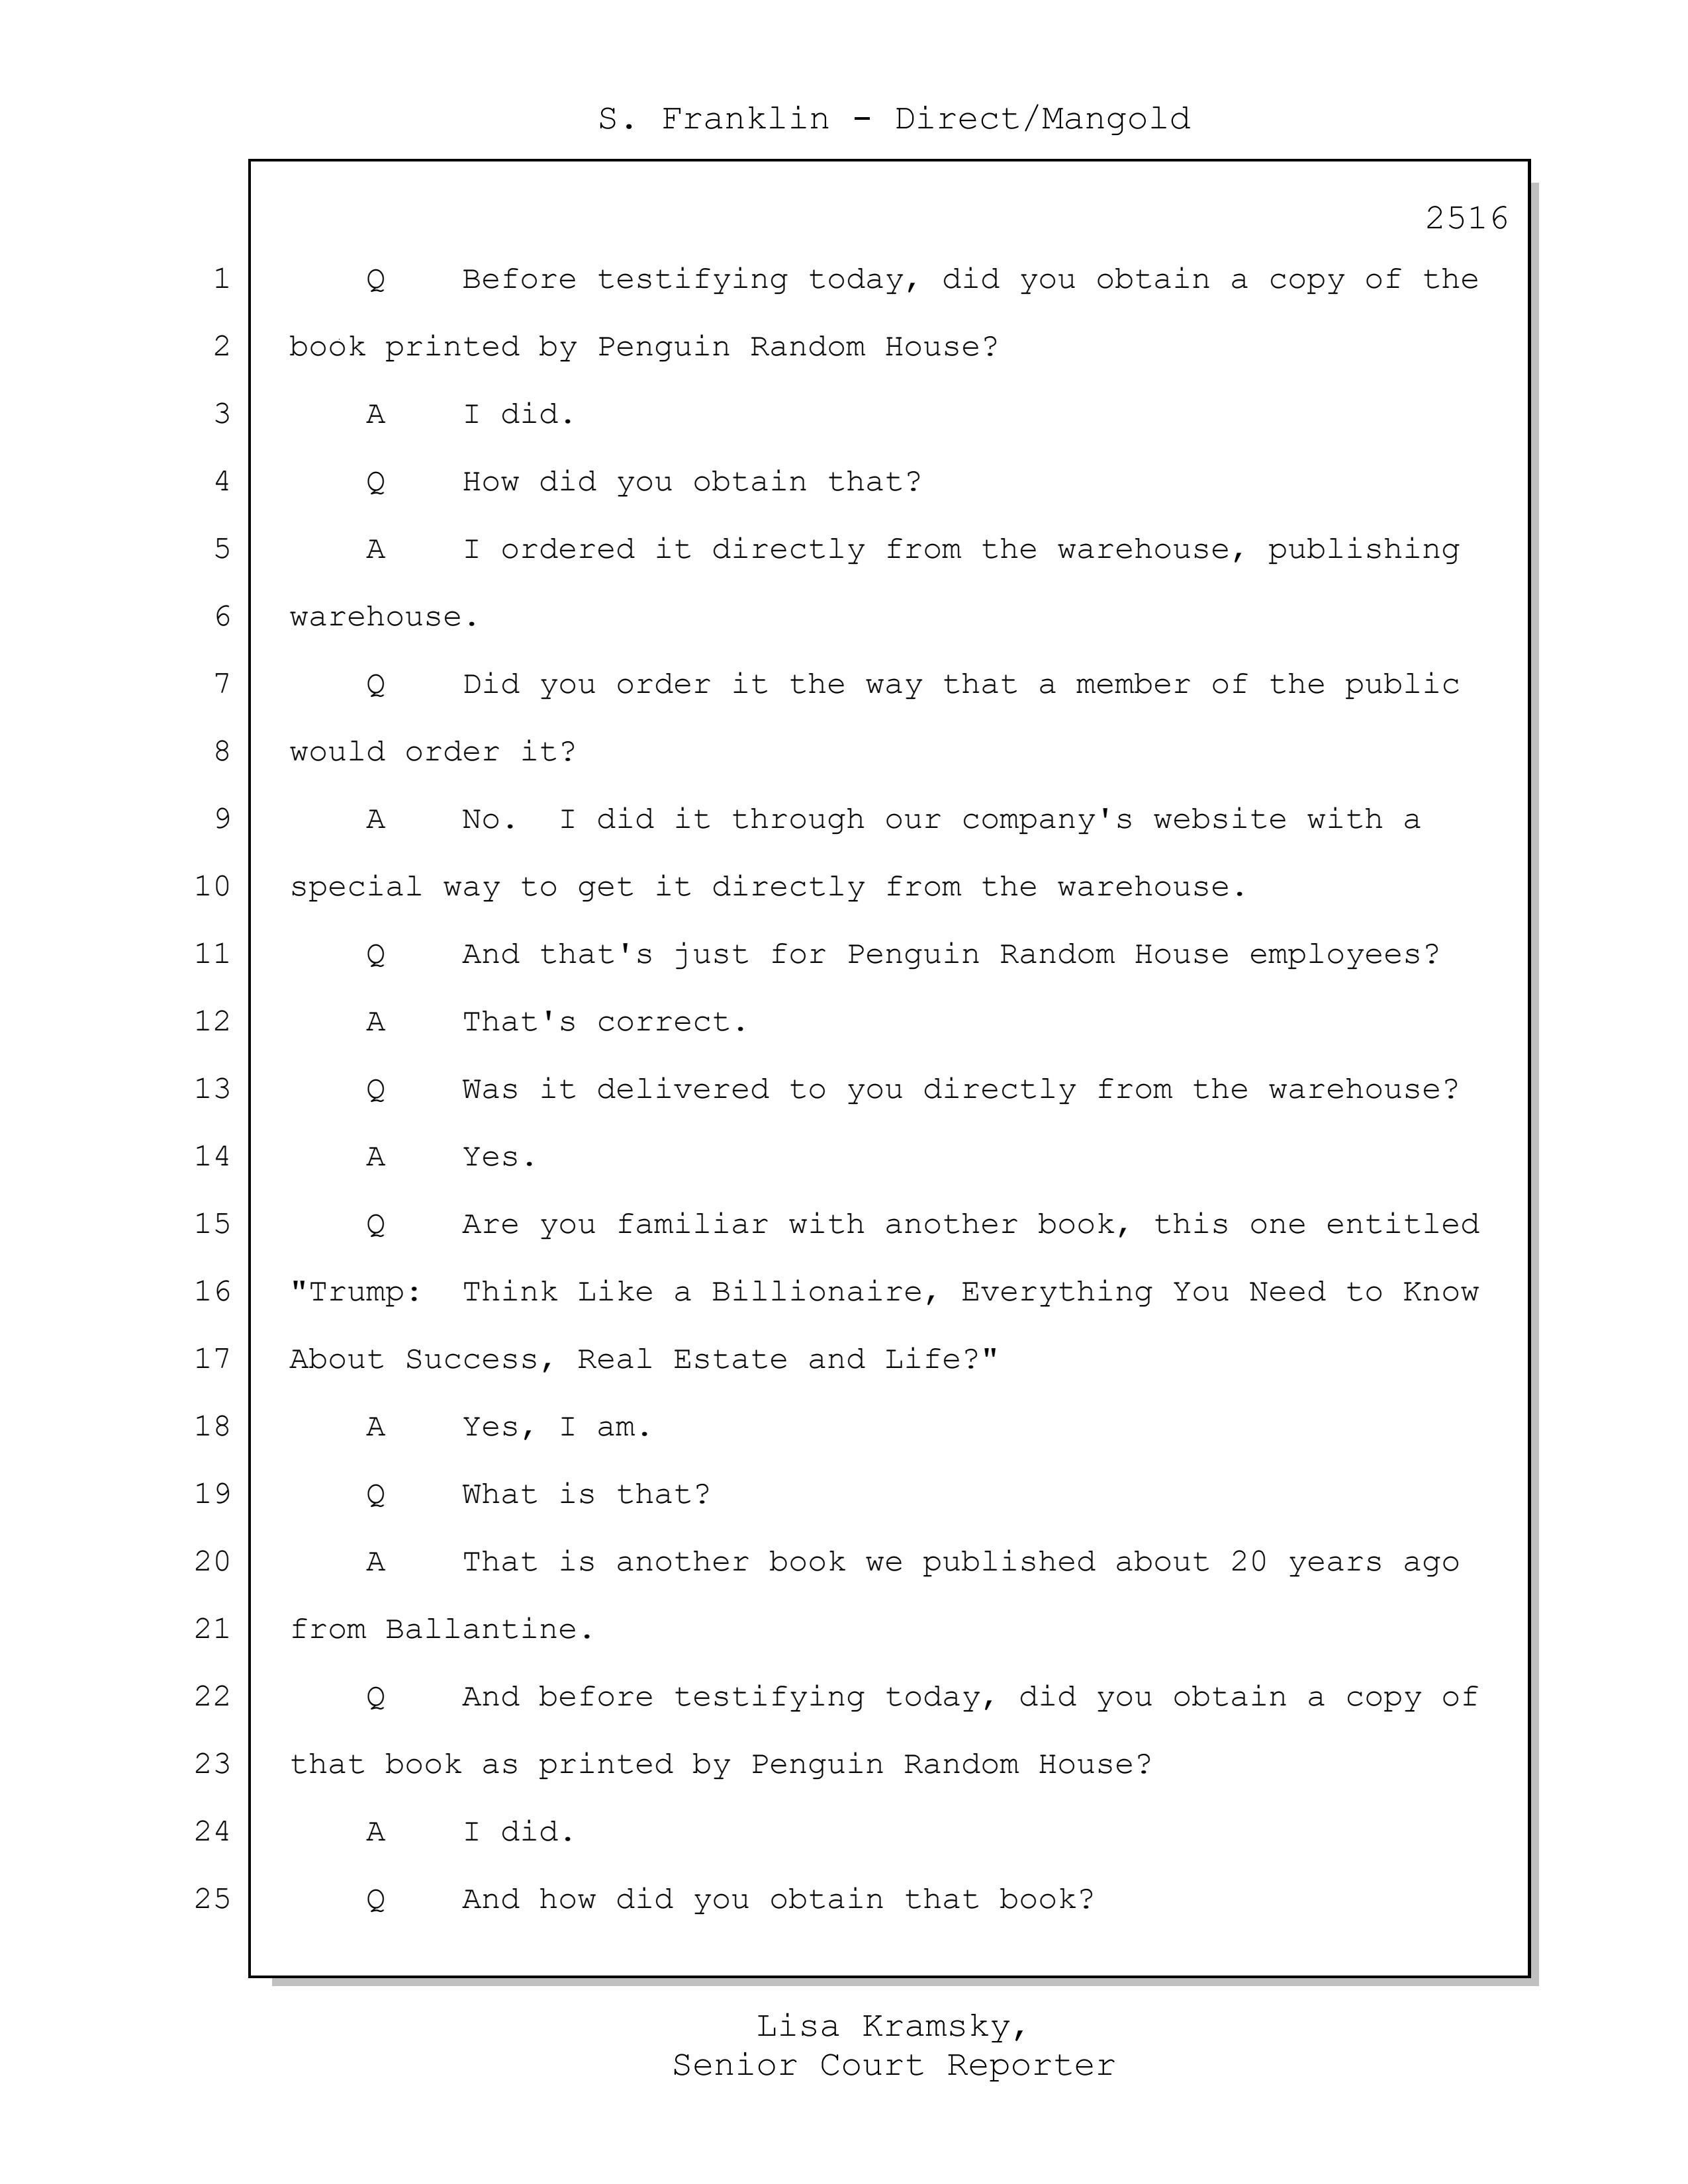 S. Franklin - Direct/Mangold
2516
1 Q Before testifying today, did you obtain a copy of the
2 book printed by Penguin Random House?
3 A I did.
4 Q How did you obtain that?
5 A I ordered it directly from the warehouse, publishing
6 warehouse.
7 Q Did you order it the way that a member of the public
8 would order it?
9 A No.  I did it through our company's website with a
10 special way to get it directly from the warehouse.
11 Q And that's just for Penguin Random House employees?
12 A That's correct.
13 Q Was it delivered to you directly from the warehouse?
14 A Yes.
15 Q Are you familiar with another book, this one entitled
16 "Trump:  Think Like a Billionaire, Everything You Need to Know
17 About Success, Real Estate and Life?"
18 A Yes, I am.
19 Q What is that?
20 A That is another book we published about 20 years ago
21 from Ballantine.
22 Q And before testifying today, did you obtain a copy of
23 that book as printed by Penguin Random House?
24 A I did.
25 Q And how did you obtain that book?
Lisa Kramsky,
Senior Court Reporter